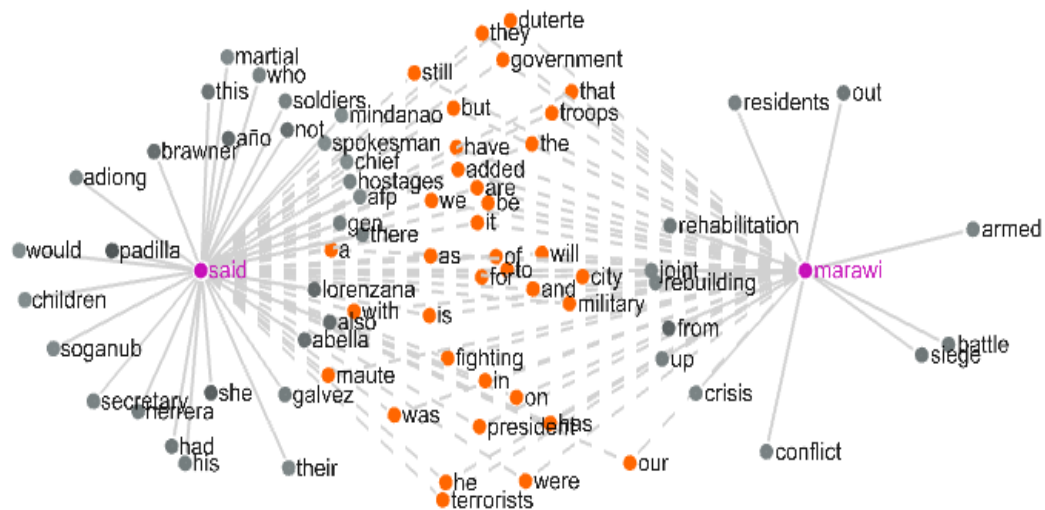 duterte
they
martial
government
who
still
this
that
out
soldiers
residents
but
mindanao
troops
not
año
spokesman
the
brawner
have
chief
added
adiong
hostages
are
afp
we
be
gen
it
rehabilitation
there
armed
would
padilla
a
as
of
will
said
for
to
city
joint
marawi
rebuilding
children
lorenzana
and
military
with
is
also
from
abella
soganub
fighting
up
battle
siege
maute
in
secretary
she
galvez
on
crisis
herrera
was
president
has
had
conflict
his
their
our
he
were
terrorists